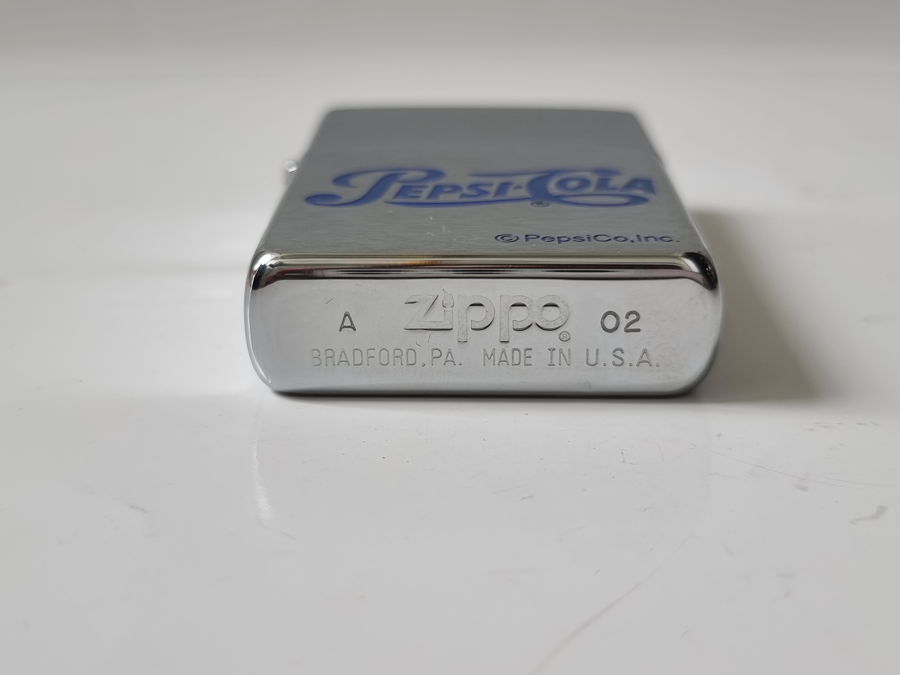 PEPSI·COLA®
©PepsiCo,Inc.
A Zippo® 02
BRADFORD,PA. MADE IN U.S.A.